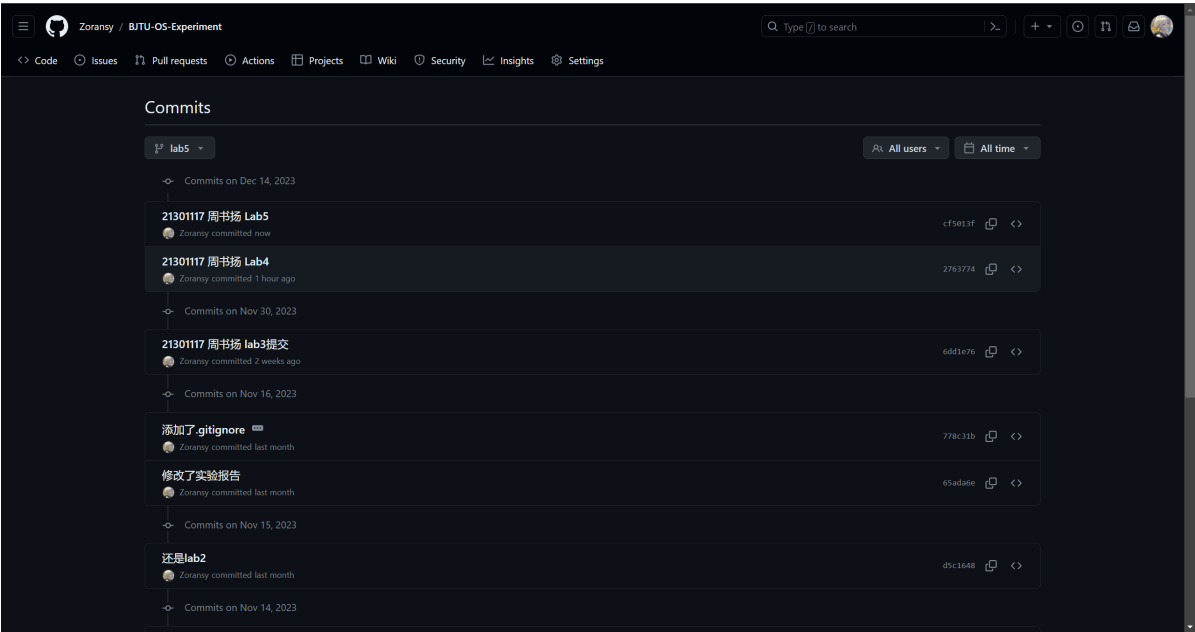 Zoransy / BJTU-OS-Experiment
Type / to search
Code Issues Pull requests Actions Projects Wiki Security Insights Settings
Commits
lab5 All users All time
Commits on Dec 14, 2023
21301117 周书扬 Lab5
cf5013f
Zoransy committed now
21301117 周书扬 Lab4
2763774
Zoransy committed 1 hour ago
Commits on Nov 30, 2023
21301117 周书扬 lab3提交
6dd1e76
Zoransy committed 2 weeks ago
Commits on Nov 16, 2023
添加了.gitignore
778c31b
Zoransy committed last month
修改了实验报告
65ada6e
Zoransy committed last month
Commits on Nov 15, 2023
还是lab2
d5c1648
Zoransy committed last month
Commits on Nov 14, 2023